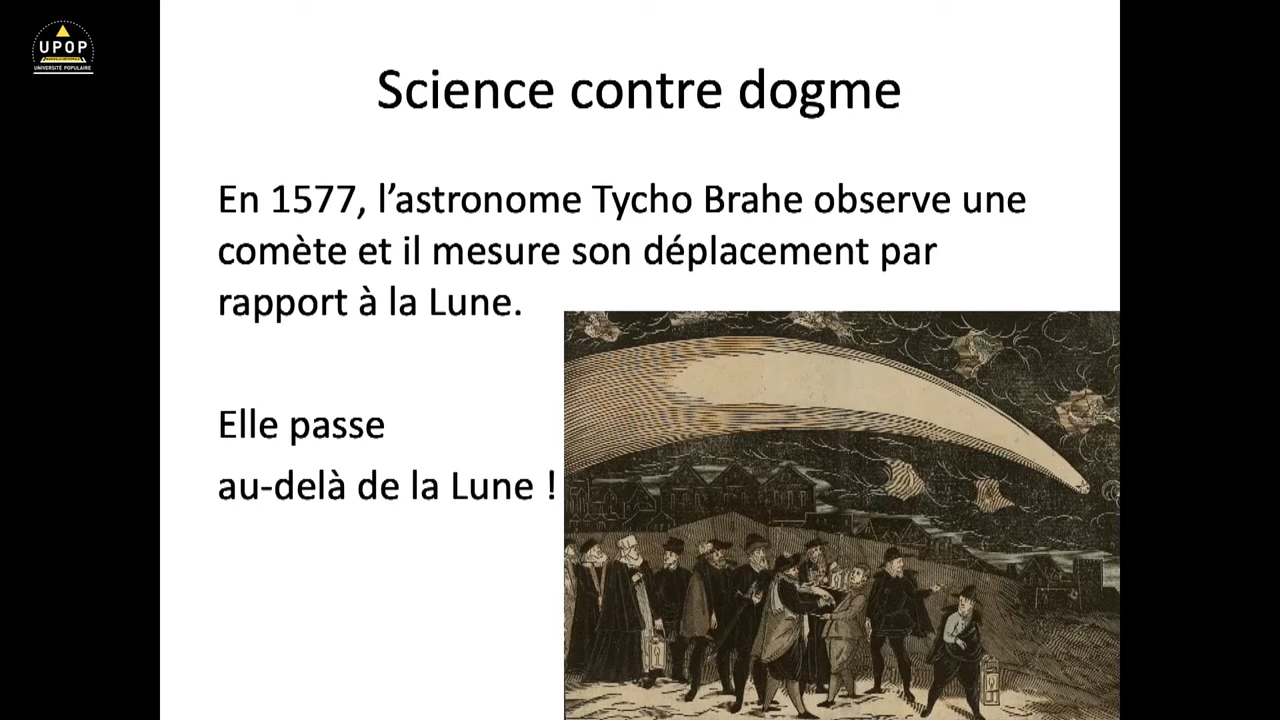 UPOP
UNIVERSITÉ POPULAIRE
Science contre dogme
En 1577, l’astronome Tycho Brahe observe une
comète et il mesure son déplacement par
rapport à la Lune.
Elle passe
au-delà de la Lune !